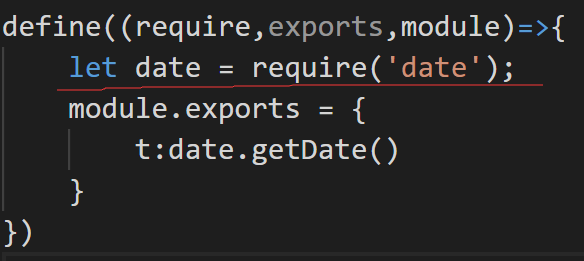 define((require,exports,module)=>{
let date = require('date');
module.exports = {
t:date.getDate()
}
})